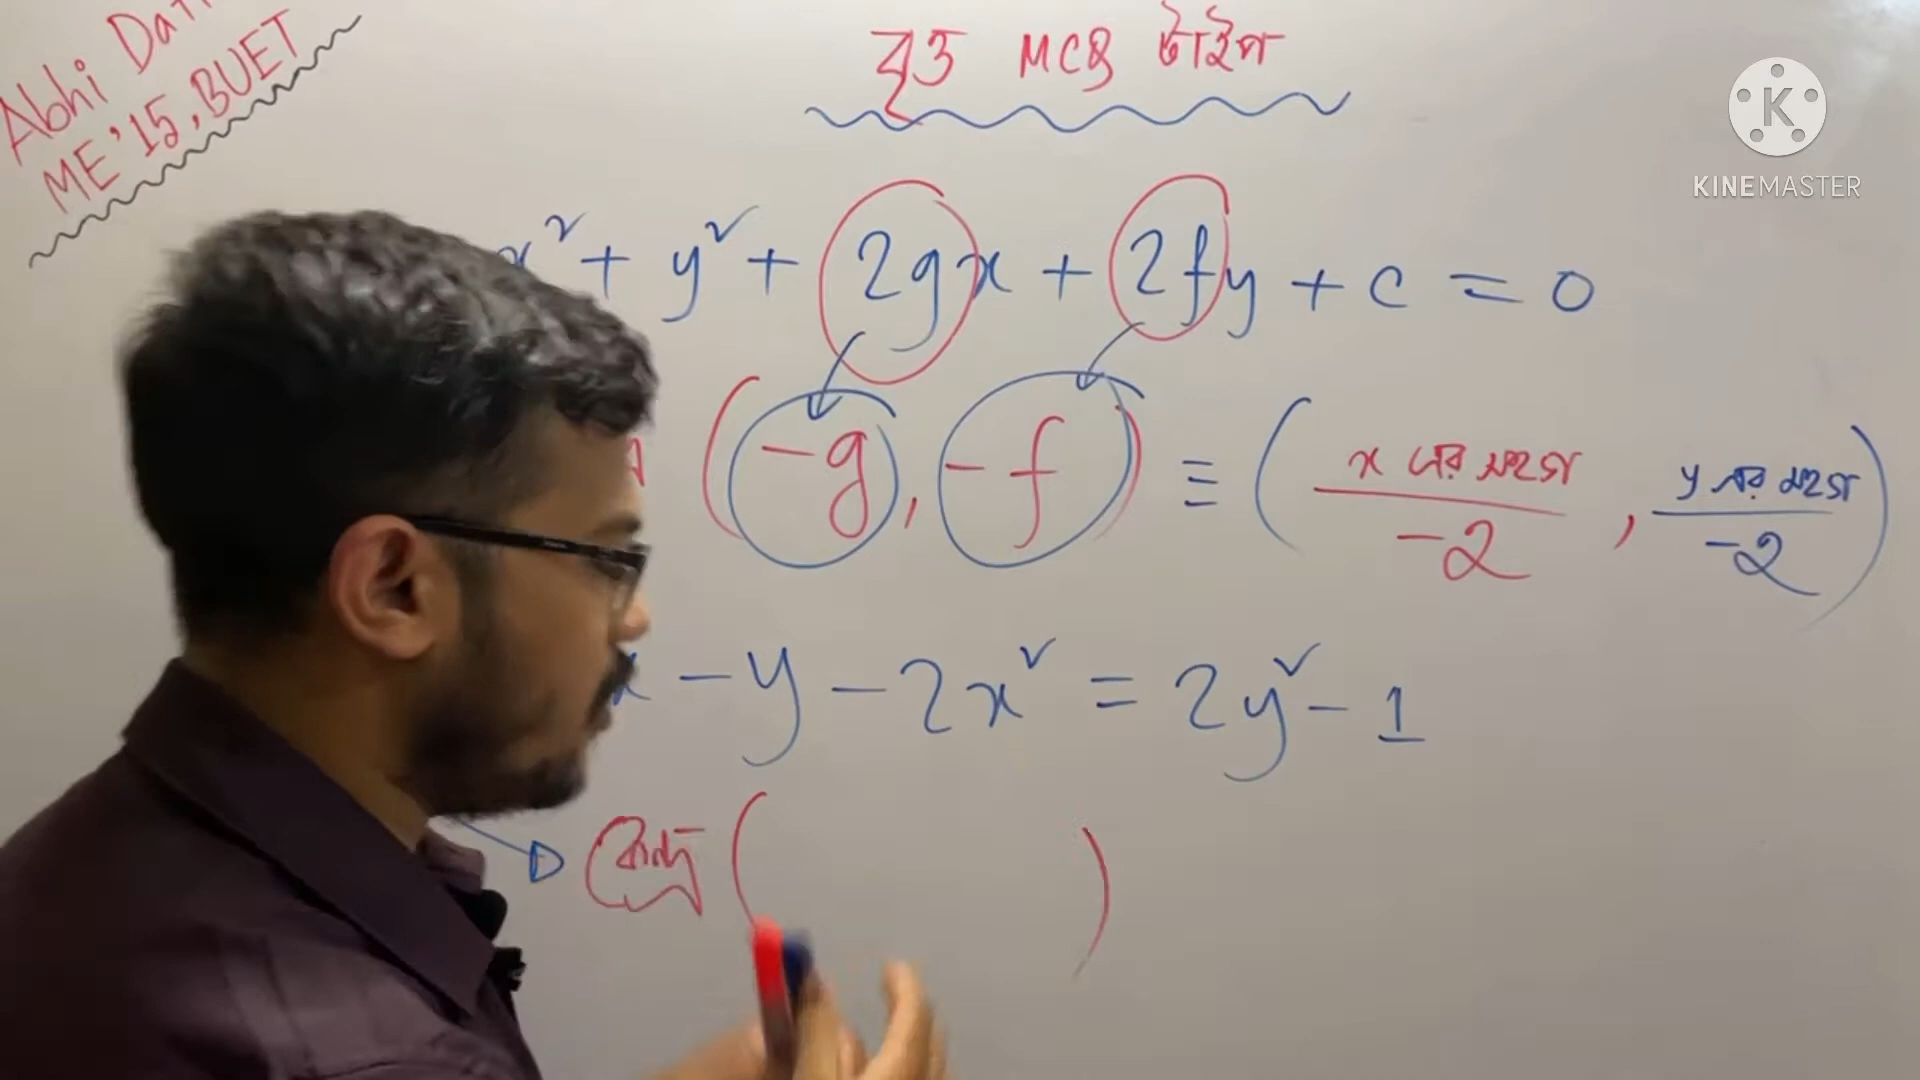 Abhi Dat
ME'15, BUET
বৃত্ত MCQ টাইপ
KINEMASTER
x² + y² + 2gx + 2fy + c = 0
(-g, -f) ≡ (x এর সহগ / -2, y এর সহগ / -2)
x - y - 2x² = 2y² - 1
কেন্দ্র ( )